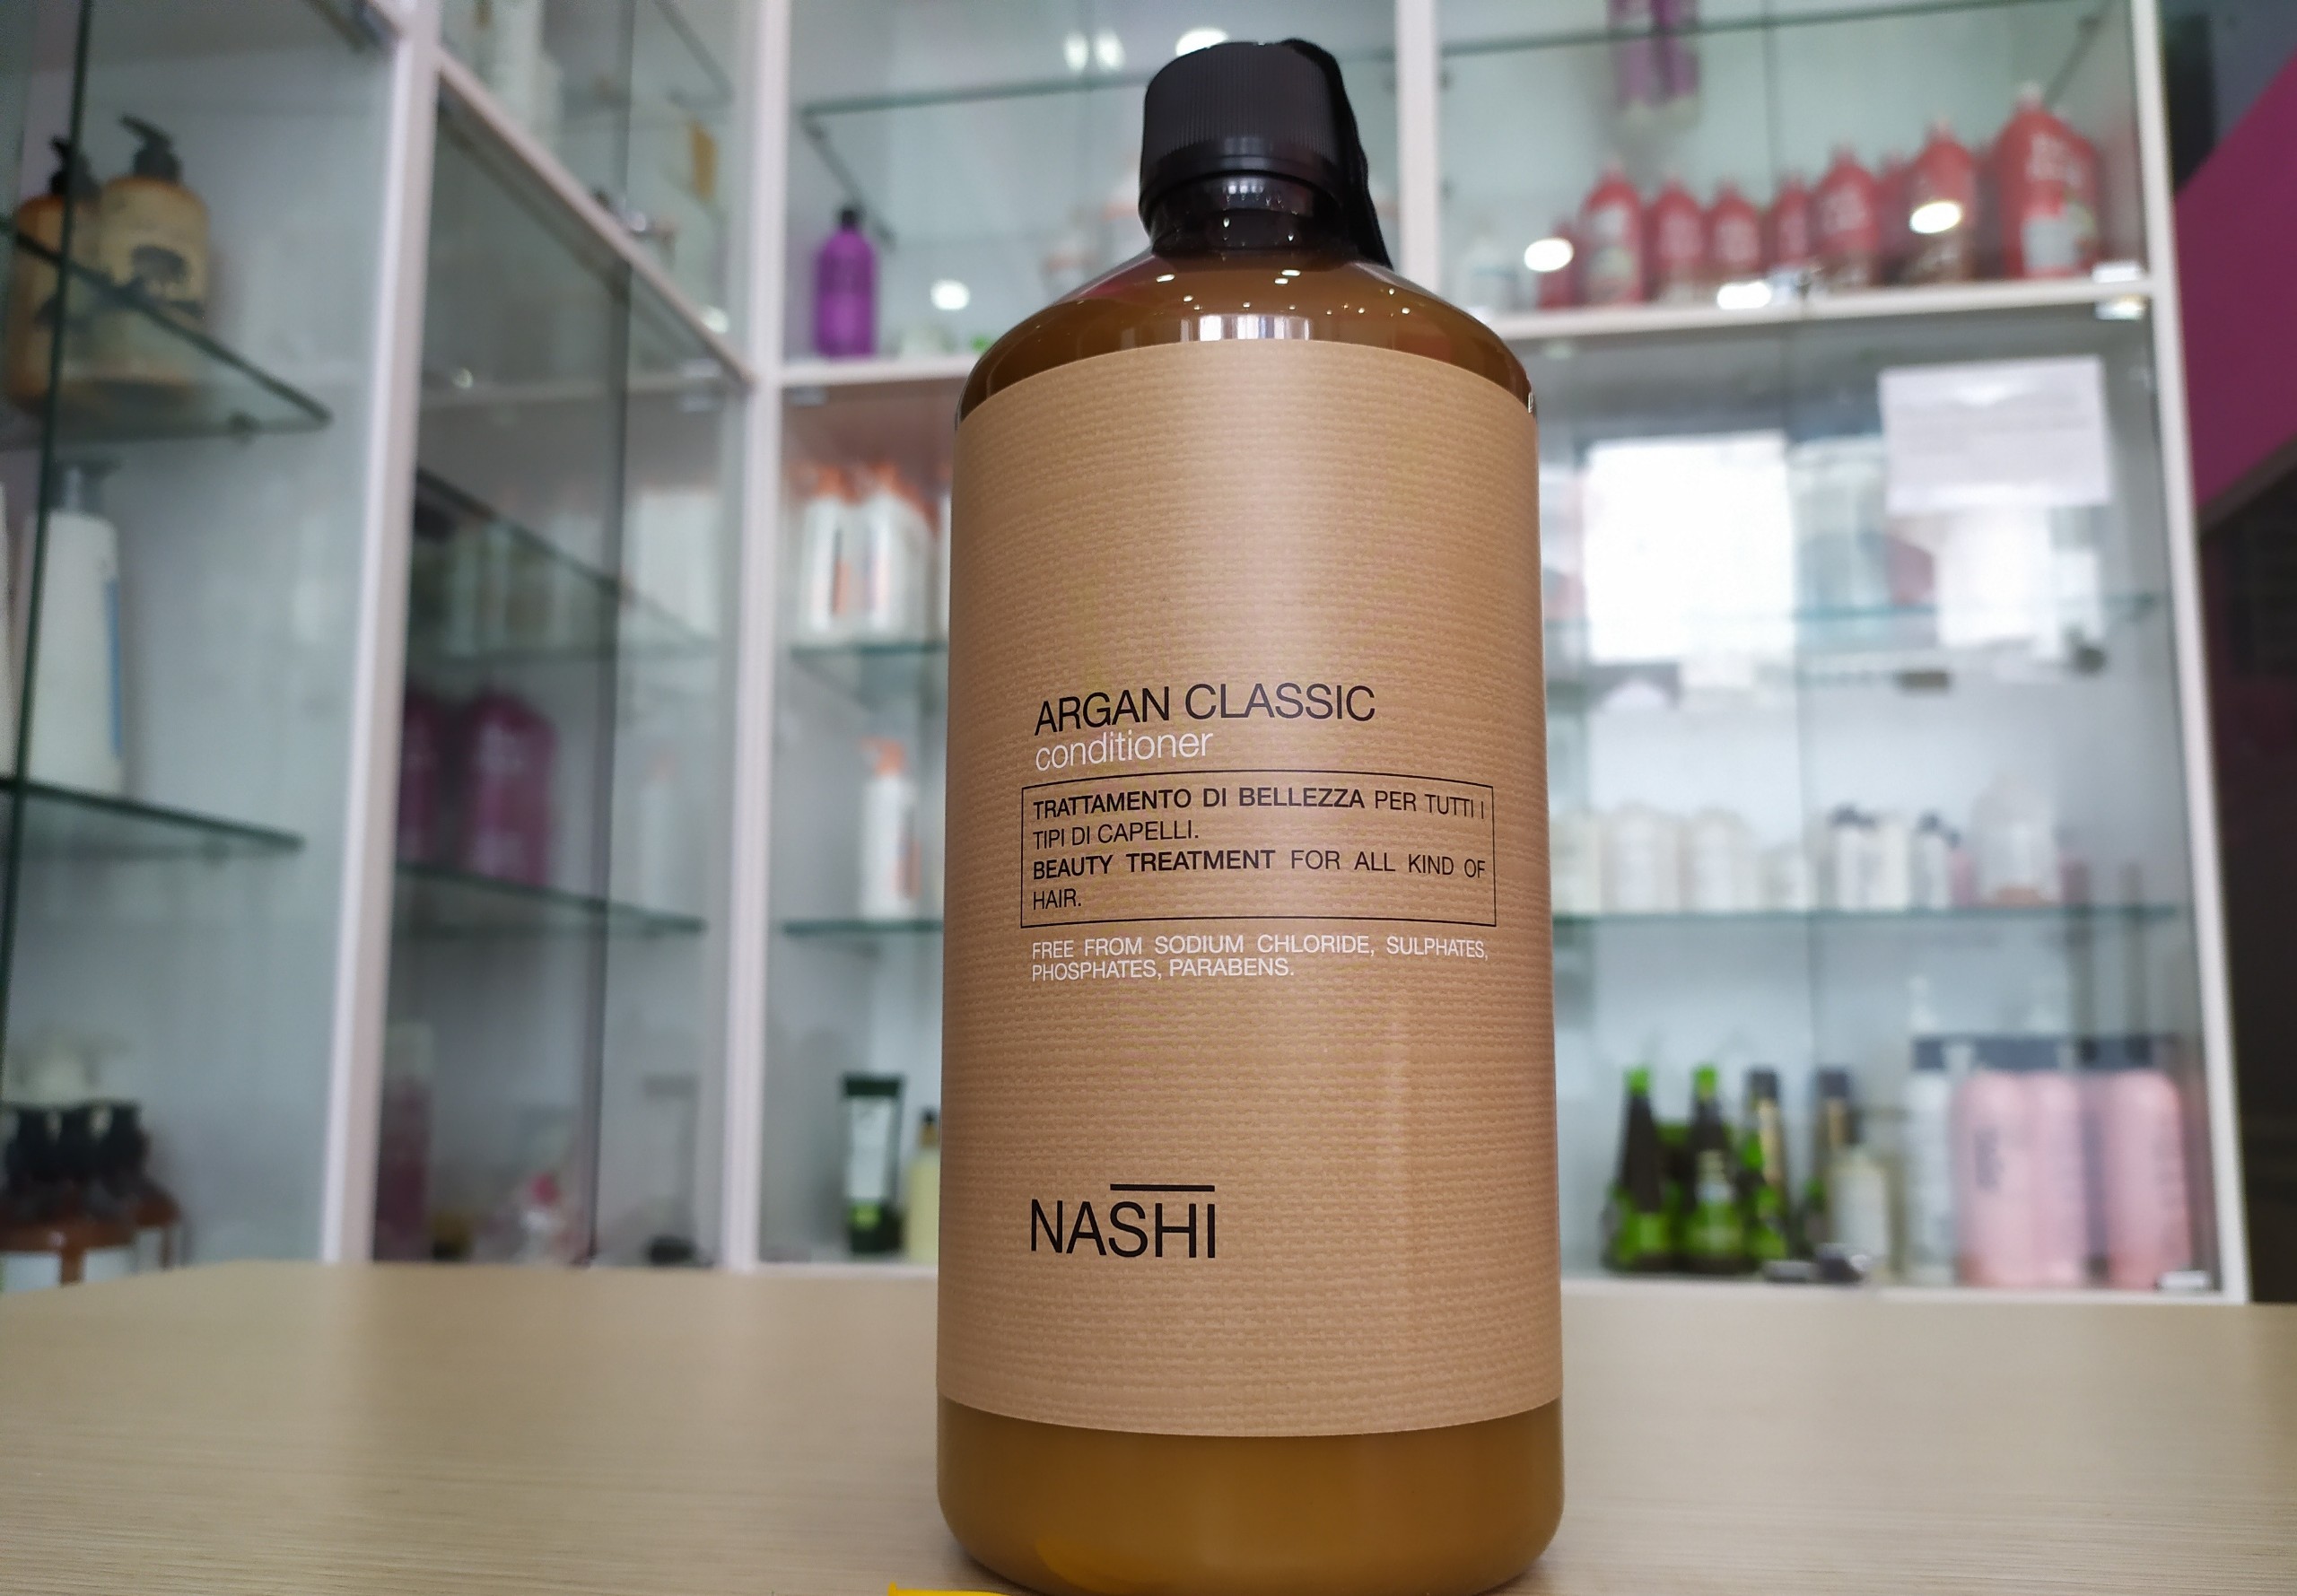 ARGAN CLASSIC
conditioner
TRATTAMENTO DI BELLEZZA PER TUTTI I
TIPI DI CAPELLI.
BEAUTY TREATMENT FOR ALL KIND OF
HAIR.
FREE FROM SODIUM CHLORIDE, SULPHATES,
PHOSPHATES, PARABENS.
NASHI